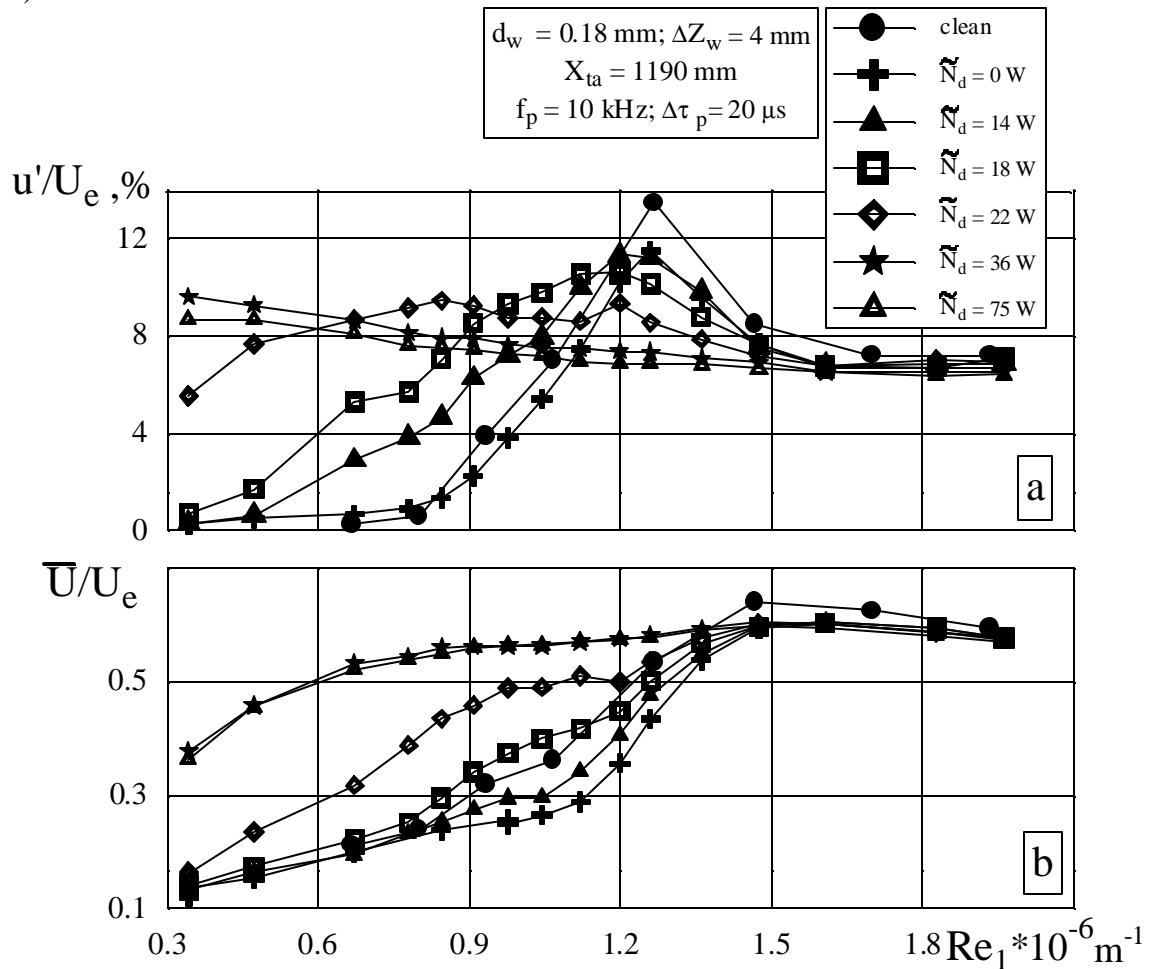 )
d_w = 0.18 mm; ΔZ_w = 4 mm
X_ta = 1190 mm
f_p = 10 kHz; Δτ_p = 20 μs
clean
Ñ_d = 0 W
Ñ_d = 14 W
Ñ_d = 18 W
Ñ_d = 22 W
Ñ_d = 36 W
Ñ_d = 75 W
u'/U_e ,%
12
8
4
0
a
U̅/U_e
0.5
0.3
0.1
b
0.3 0.6 0.9 1.2 1.5 1.8 Re_1*10^-6 m^-1